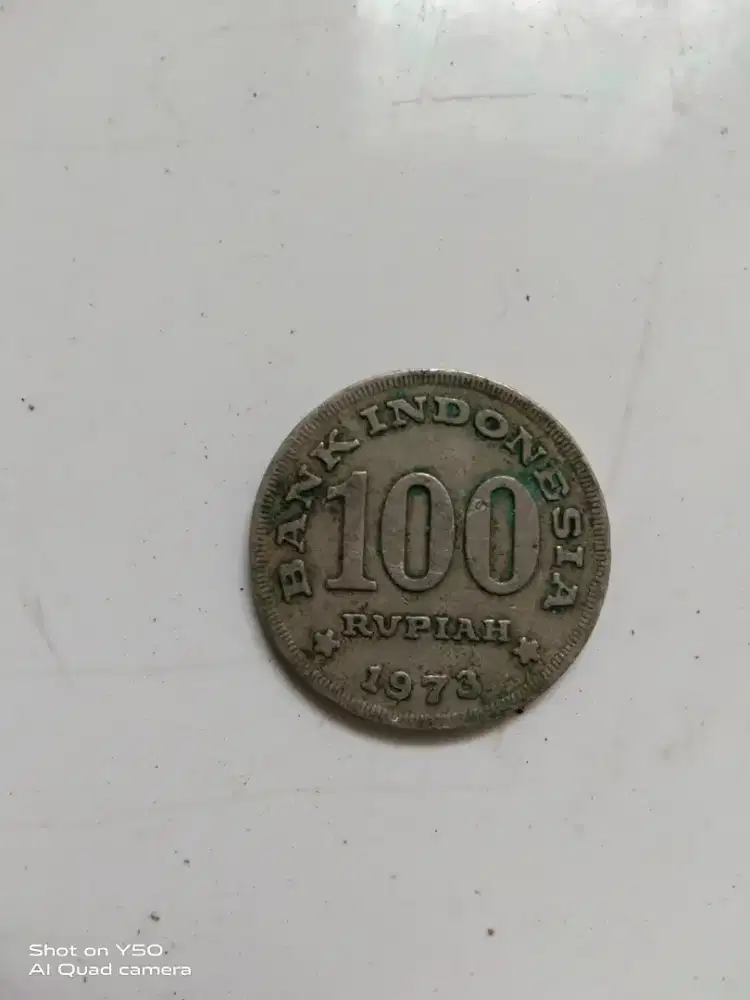 BANK INDONESIA
100
RUPIAH
1973
Shot on Y50
AI Quad camera